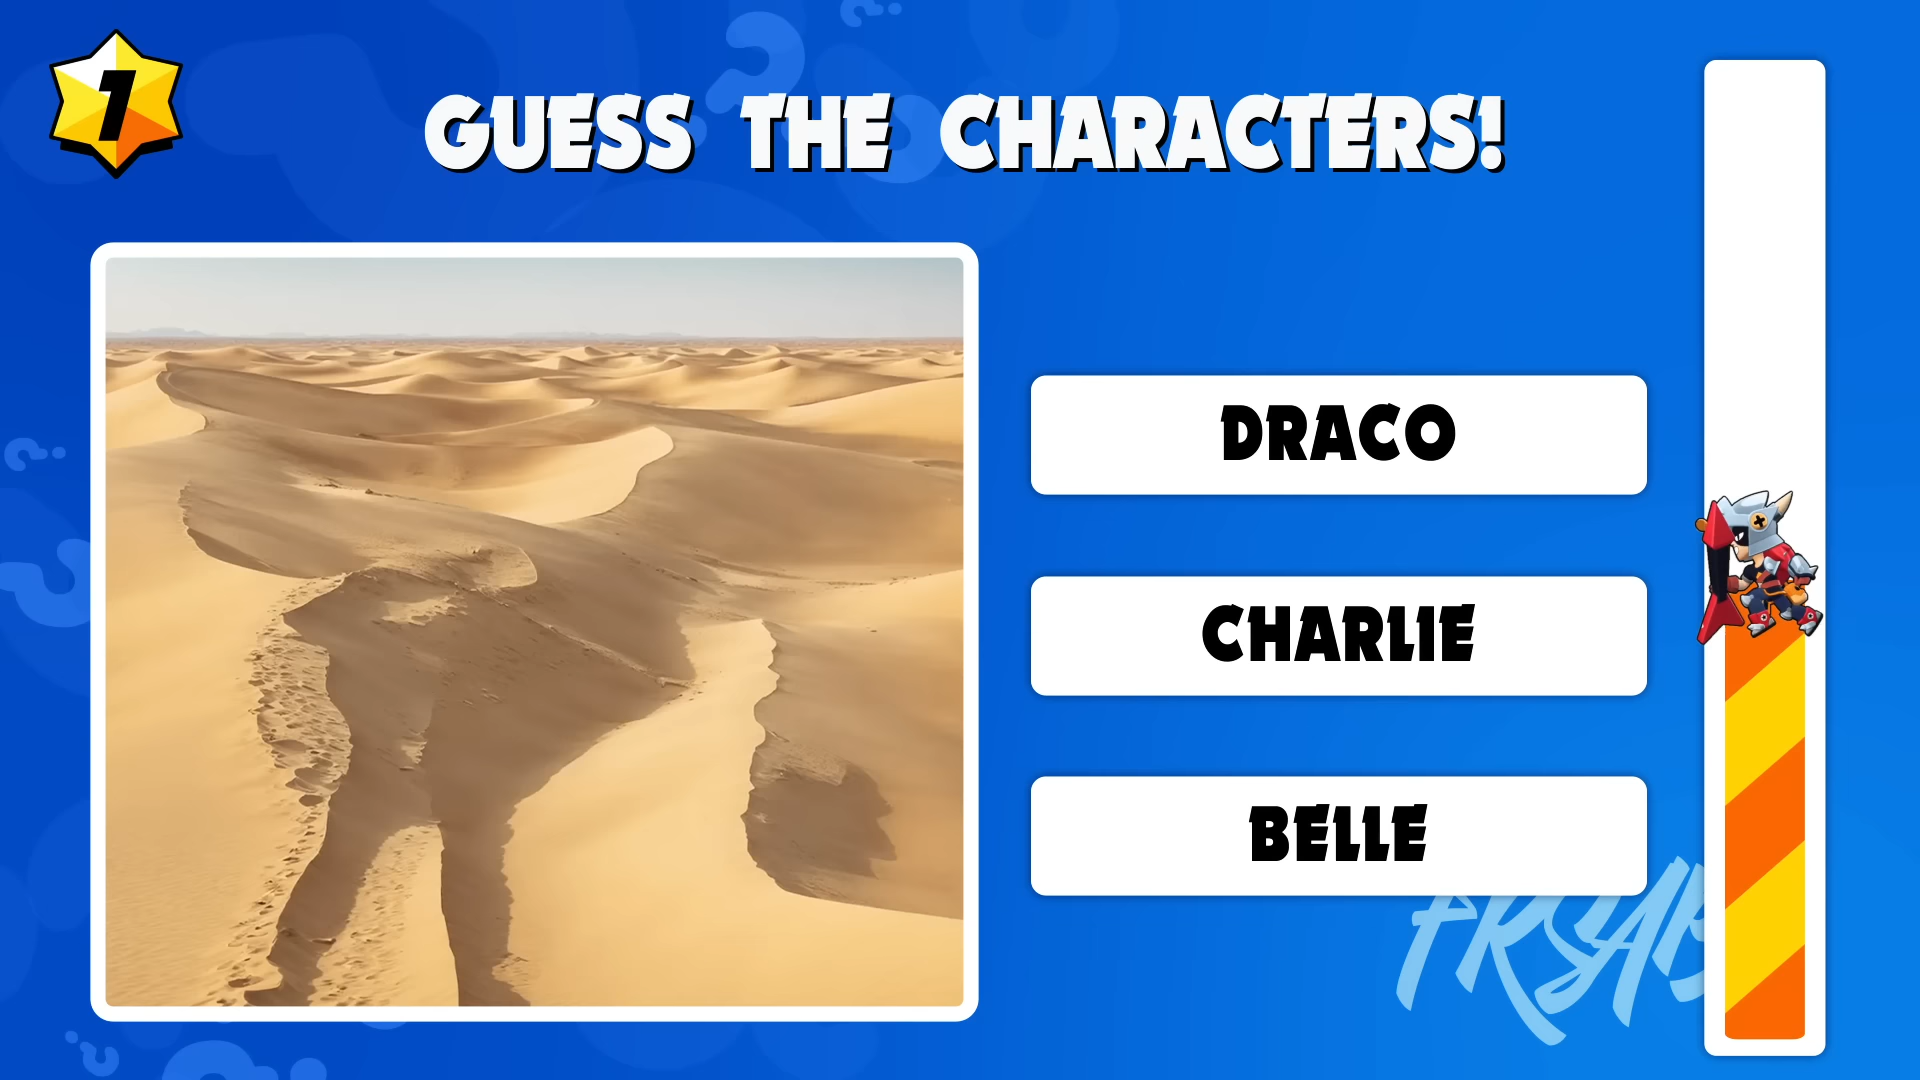 1
GUESS THE CHARACTERS!
DRACO
CHARLIE
BELLE